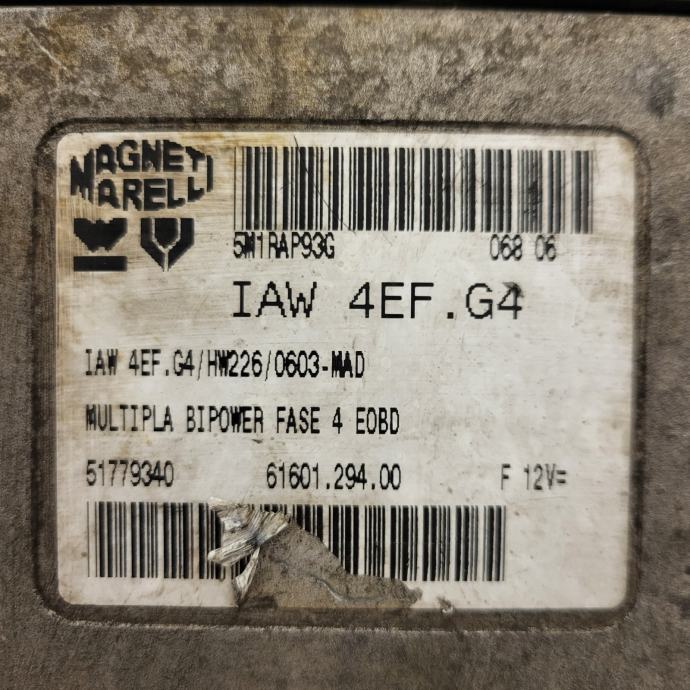 MAGNETI
MARELLI
5M1RAP93G 068 06
IAW 4EF.G4
IAW 4EF.G4/HW226/0603-MAD
MULTIPLA BIPOWER FASE 4 EOBD
51779340 61601.294.00 F 12V=